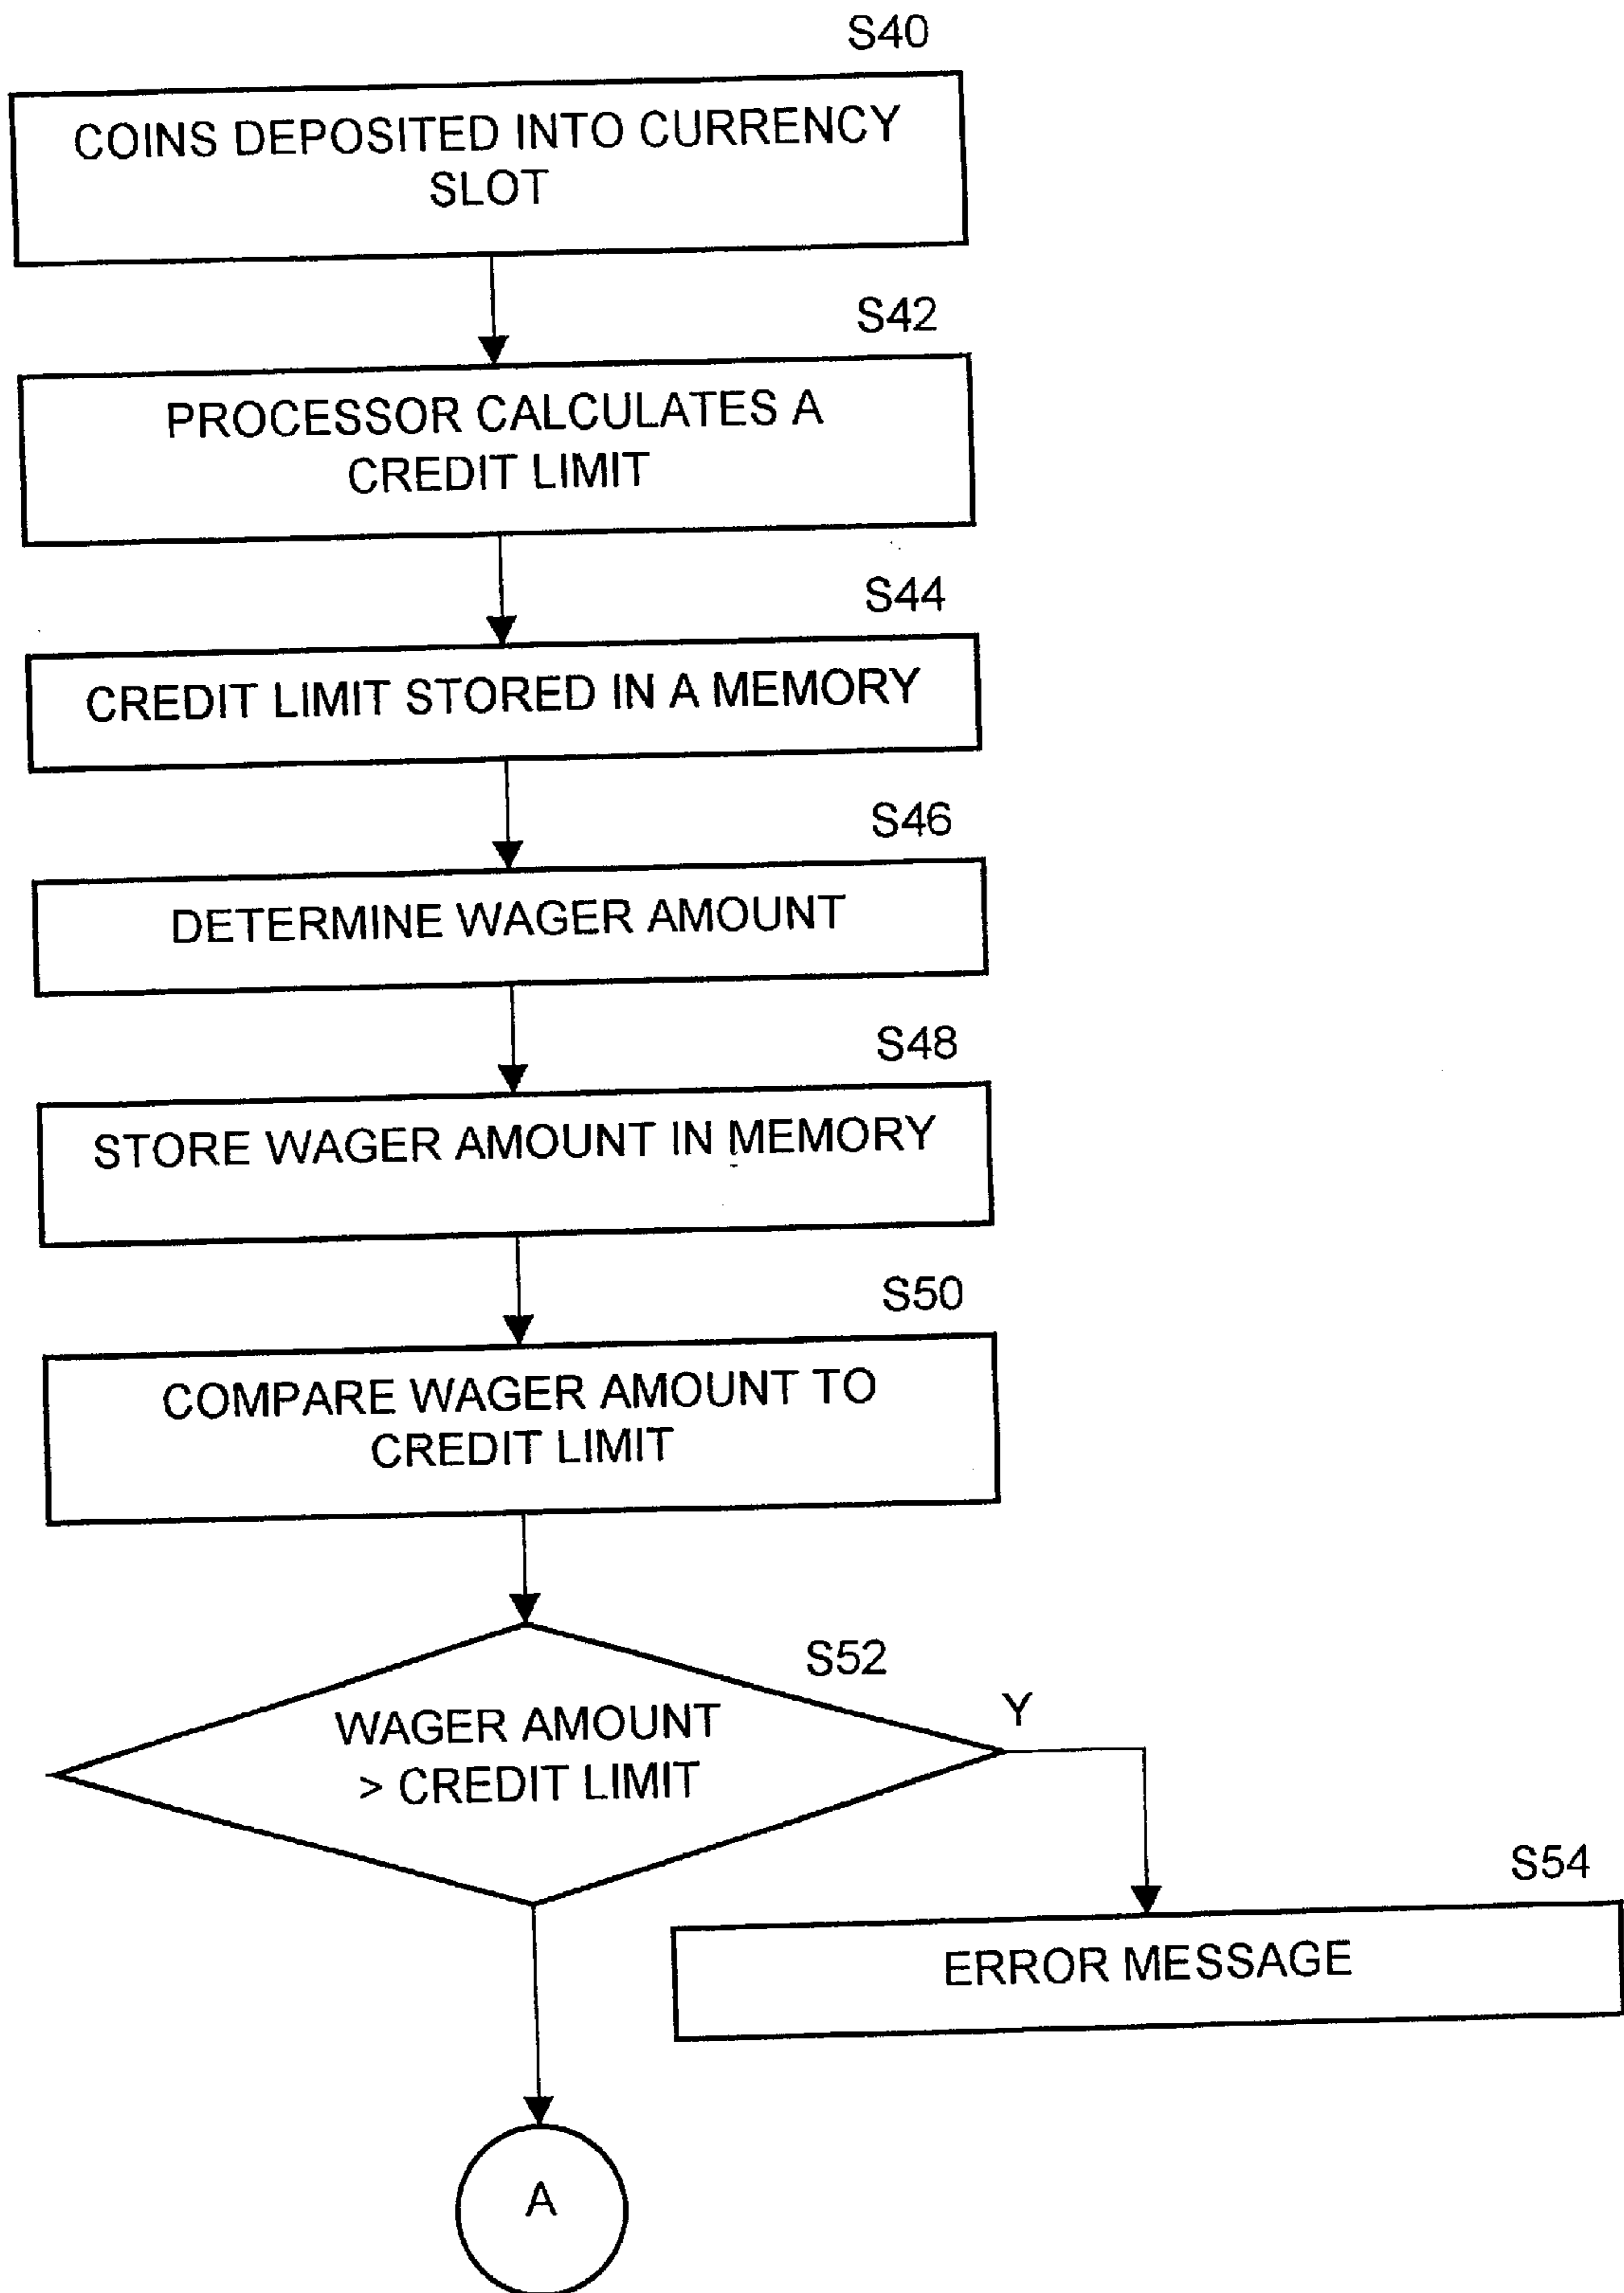 S40
COINS DEPOSITED INTO CURRENCY
SLOT
S42
PROCESSOR CALCULATES A
CREDIT LIMIT
S44
CREDIT LIMIT STORED IN A MEMORY
S46
DETERMINE WAGER AMOUNT
S48
STORE WAGER AMOUNT IN MEMORY
S50
COMPARE WAGER AMOUNT TO
CREDIT LIMIT
S52
WAGER AMOUNT
> CREDIT LIMIT
Y
S54
ERROR MESSAGE
A